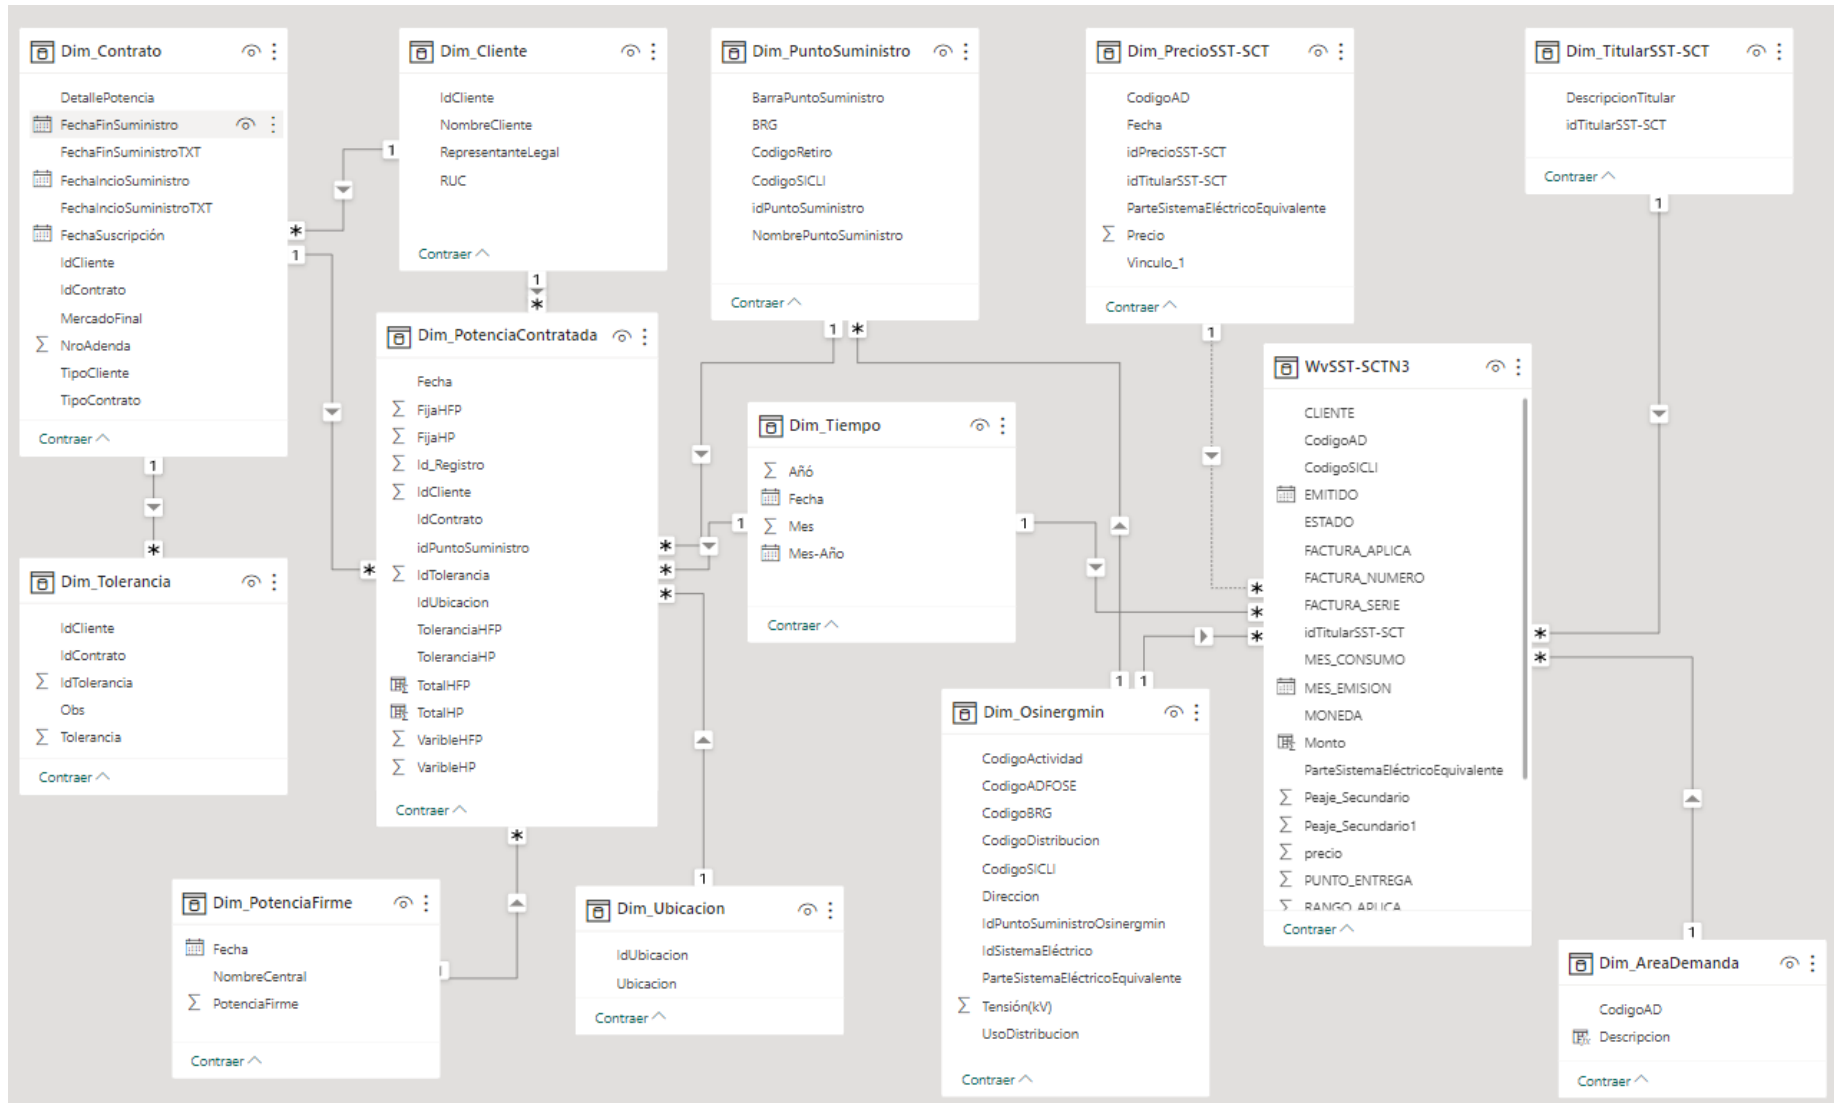 Dim_Contrato
DetallePotencia
FechaFinSuministro
FechaFinSuministroTXT
FechaIncioSuministro
FechaIncioSuministroTXT
FechaSuscripción
IdCliente
IdContrato
MercadoFinal
NroAdenda
TipoCliente
TipoContrato
Contraer
Dim_Cliente
IdCliente
NombreCliente
RepresenteLegal
RUC
Contraer
Dim_PuntoSuministro
BarraPuntoSuministro
BRG
CodigoRetiro
CodigoSICLI
idPuntoSuministro
NombrePuntoSuministro
Contraer
Dim_PrecioSST-SCT
CodigoAD
Fecha
idPrecioSST-SCT
idTitularSST-SCT
ParteSistemaEléctricoEquivalente
Precio
Vinculo_1
Contraer
Dim_TitularSST-SCT
DescripcionTitular
idTitularSST-SCT
Contraer
Dim_PotenciaContratada
Fecha
FijaHFP
FijaHP
Id_Registro
IdCliente
IdContrato
idPuntoSuministro
IdTolerancia
IdUbicacion
ToleranciaHFP
ToleranciaHP
TotalHFP
TotalHP
VaribleHFP
VaribleHP
Contraer
Dim_Tiempo
Añó
Fecha
Mes
Mes-Año
Contraer
WvSST-SCTN3
CLIENTE
CodigoAD
CodigoSICLI
EMITIDO
ESTADO
FACTURA_APLICA
FACTURA_NUMERO
FACTURA_SERIE
idTitularSST-SCT
MES_CONSUMO
MES_EMISION
MONEDA
Monto
ParteSistemaEléctricoEquivalente
Peaje_Secundario
Peaje_Secundario1
precio
PUNTO_ENTREGA
RANGO_APLICA
Contraer
Dim_Tolerancia
IdCliente
IdContrato
IdTolerancia
Obs
Tolerancia
Contraer
Dim_Osinergmin
CodigoActividad
CodigoADFOSE
CodigoBRG
CodigoDistribucion
CodigoSICLI
Direccion
IdPuntoSuministroOsinergmin
IdSistemaEléctrico
ParteSistemaEléctricoEquivalente
Tensión(kV)
UsoDistribucion
Contraer
Dim_PotenciaFirme
Fecha
NombreCentral
PotenciaFirme
Contraer
Dim_Ubicacion
IdUbicacion
Ubicacion
Contraer
Dim_AreaDemanda
CodigoAD
Descripcion
Contraer